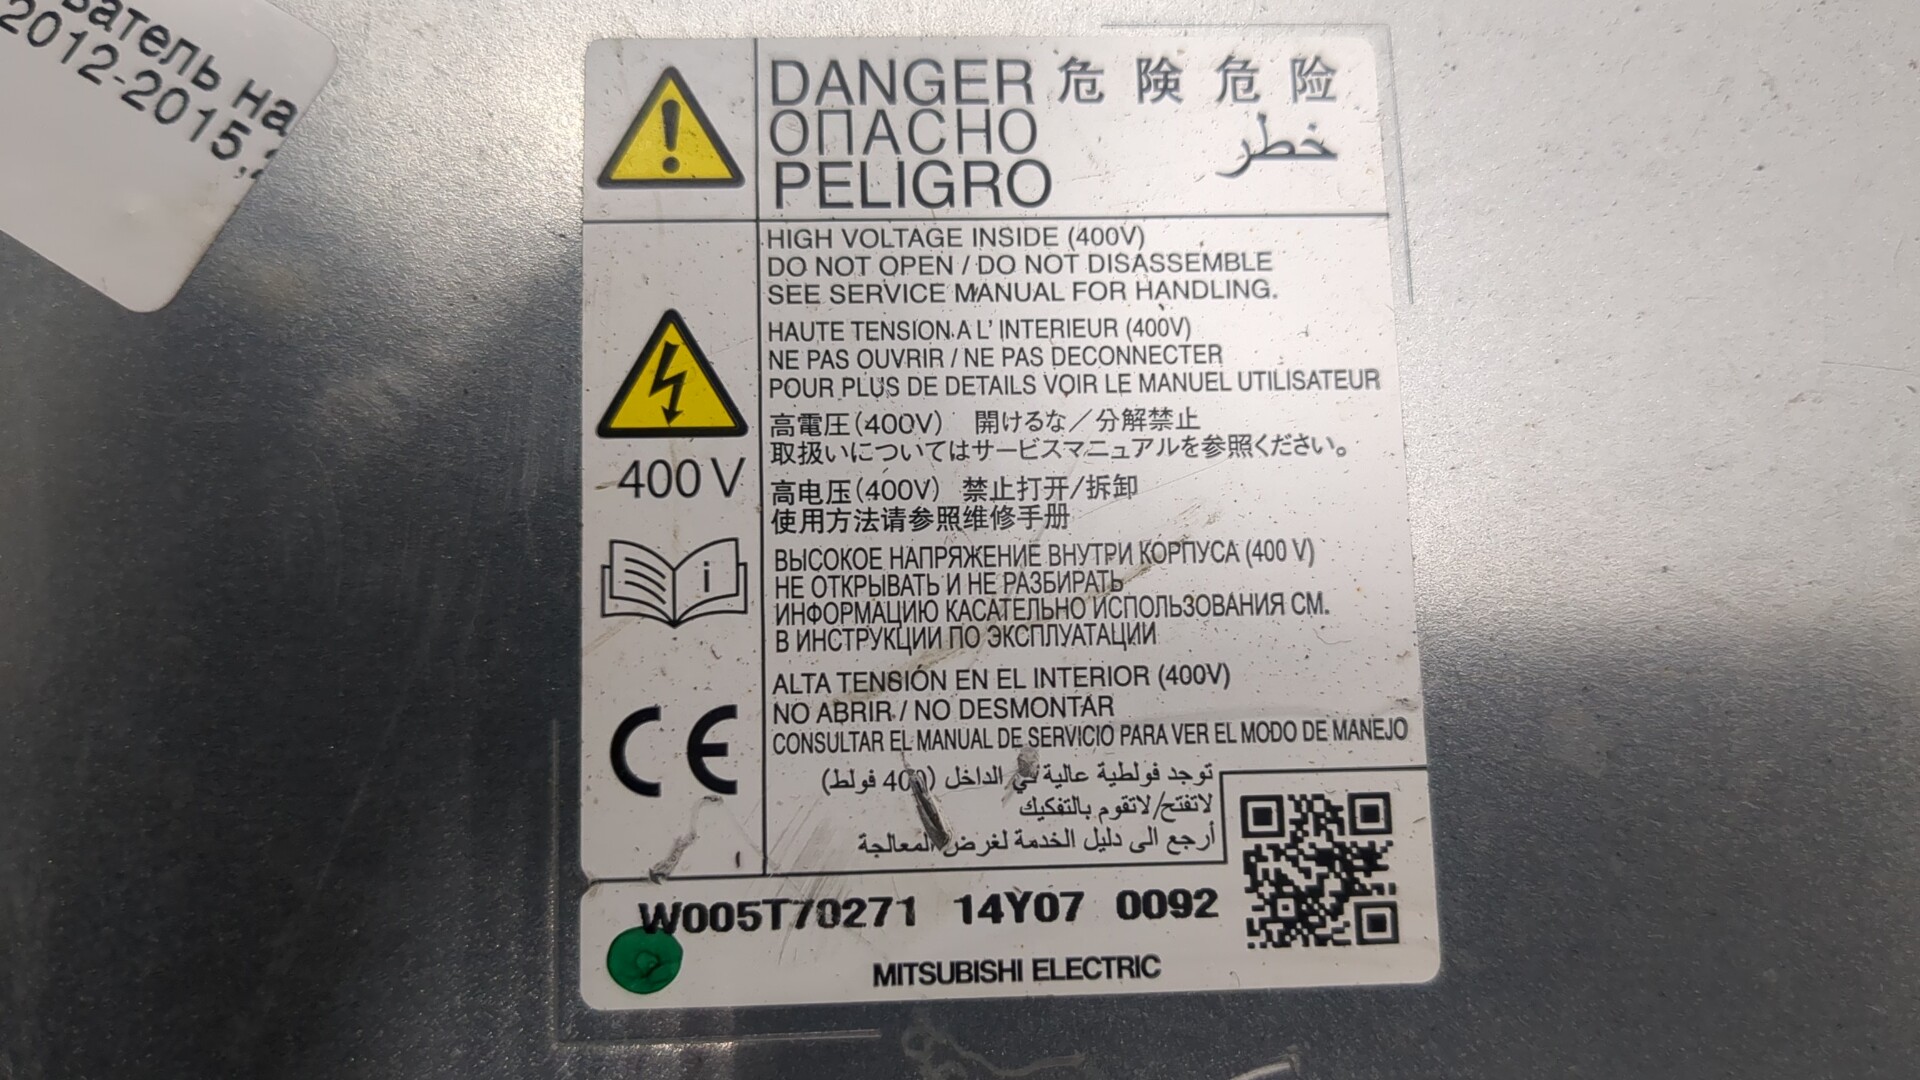 ватель на
2012-2015,
DANGER 危険 危险
ОПАСНО خطر
PELIGRO
HIGH VOLTAGE INSIDE (400V)
DO NOT OPEN / DO NOT DISASSEMBLE
SEE SERVICE MANUAL FOR HANDLING.
HAUTE TENSION A L' INTERIEUR (400V)
NE PAS OUVRIR / NE PAS DECONNECTER
POUR PLUS DE DETAILS VOIR LE MANUEL UTILISATEUR
高電圧(400V) 開けるな／分解禁止
取扱いについてはサービスマニュアルを参照ください。
400 V
高电压(400V) 禁止打开/拆卸
使用方法请参照维修手册
i
ВЫСОКОЕ НАПРЯЖЕНИЕ ВНУТРИ КОРПУСА (400 V)
НЕ ОТКРЫВАТЬ И НЕ РАЗБИРАТЬ
ИНФОРМАЦИЮ КАСАТЕЛЬНО ИСПОЛЬЗОВАНИЯ СМ.
В ИНСТРУКЦИИ ПО ЭКСПЛУАТАЦИИ
ALTA TENSIÓN EN EL INTERIOR (400V)
NO ABRIR / NO DESMONTAR
CONSULTAR EL MANUAL DE SERVICIO PARA VER EL MODO DE MANEJO
CE
توجد فولطية عالية في الداخل (400 فولط)
لاتفتح/لاتقوم بالتفكيك
أرجع الى دليل الخدمة لغرض المعالجة
W005T70271 14Y07 0092
MITSUBISHI ELECTRIC